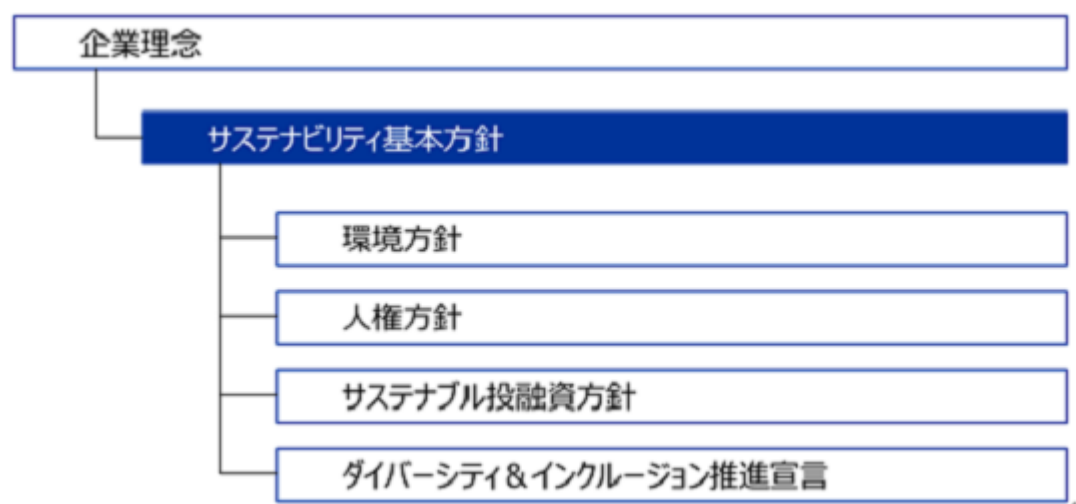 企業理念
サステナビリティ基本方針
環境方針
人権方針
サステナブル投融資方針
ダイバーシティ&インクルージョン推進宣言